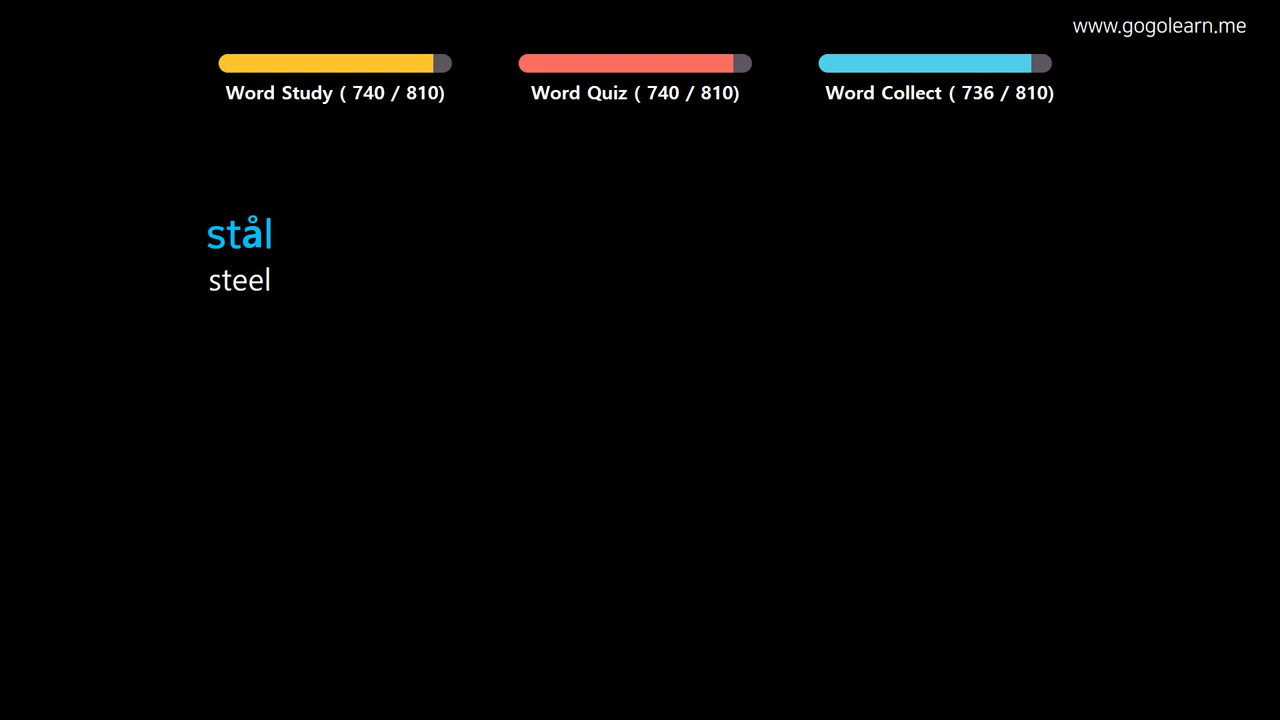 www.gogolearn.me
Word Study ( 740 / 810)
Word Quiz ( 740 / 810)
Word Collect ( 736 / 810)
stål
steel